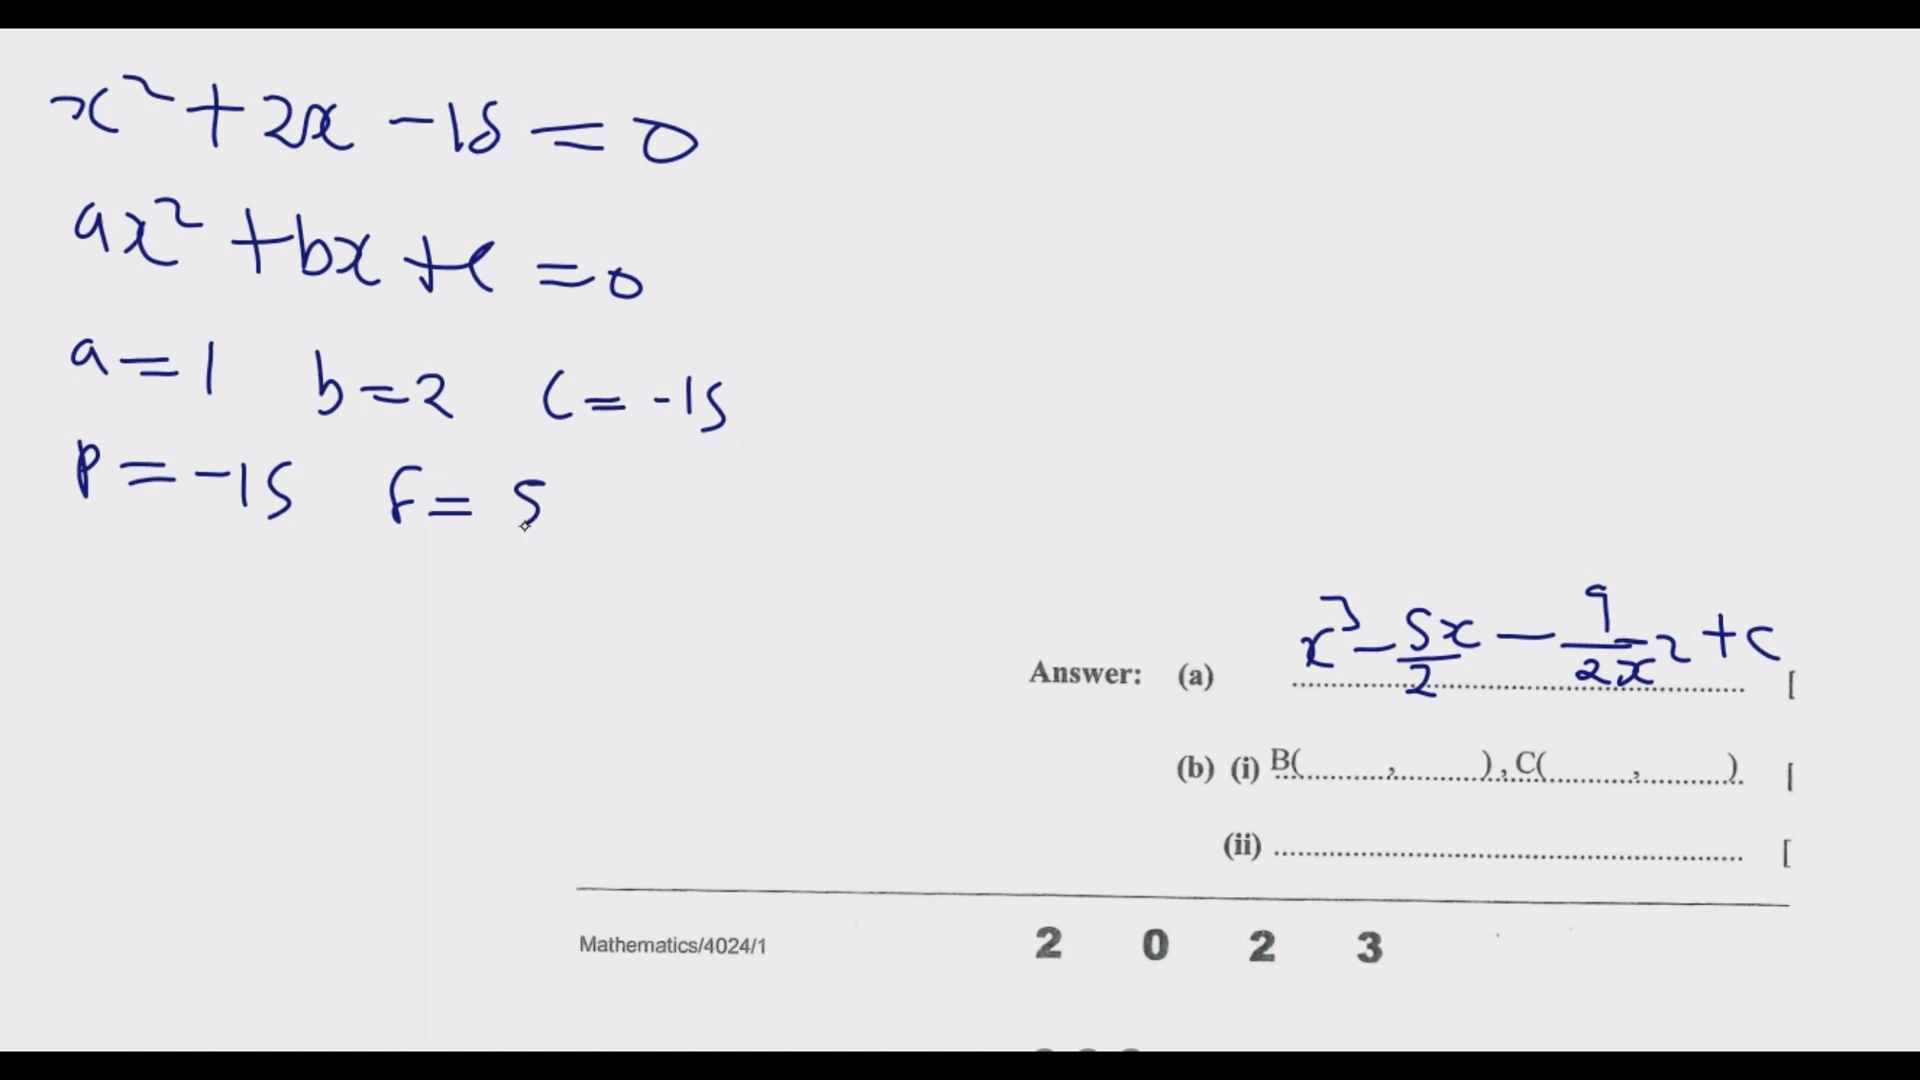 x² + 2x - 15 = 0
ax² + bx + c = 0
a = 1 b = 2 c = -15
P = -15 F = 5
Answer: (a) x³ - 5x/2 - 9/2x² + c [
(b) (i) B( , ) , C( , ) [
(ii) [
Mathematics/4024/1 2 0 2 3